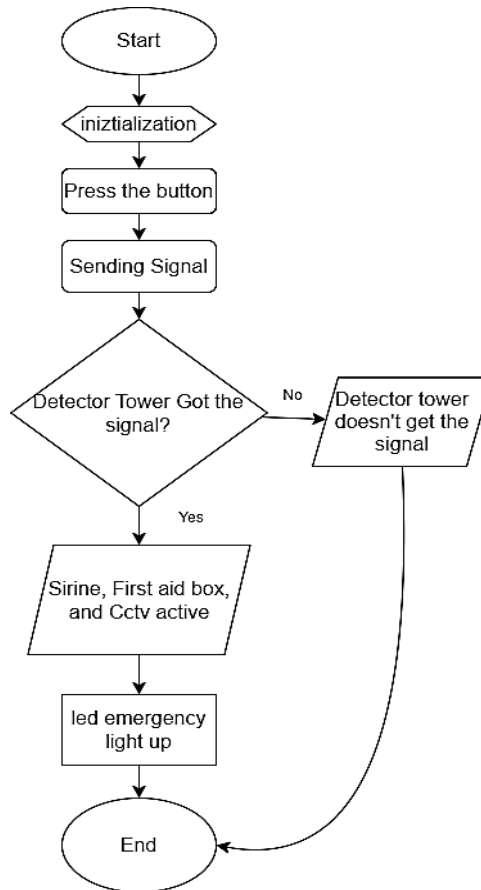 Start
iniztialization
Press the button
Sending Signal
Detector Tower Got the
signal?
No
Detector tower
doesn't get the
signal
Yes
Sirine, First aid box,
and Cctv active
led emergency
light up
End